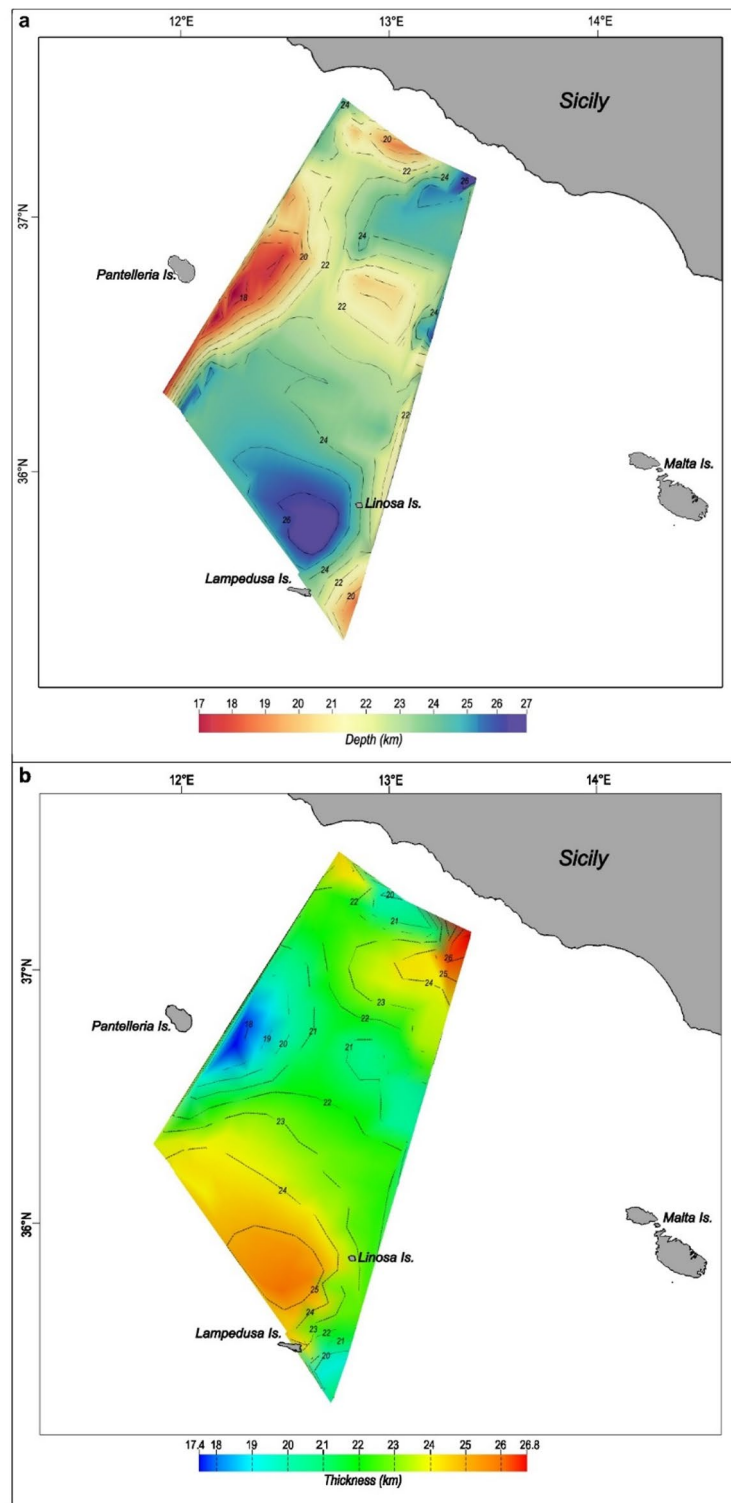 a
12°E 13°E 14°E
Sicily
24
20
22
24
26
37°N
24
20
22
Pantelleria Is.
18
22
24
22
24
36°N
Malta Is.
Linosa Is.
26
24
Lampedusa Is.
22
20
17 18 19 20 21 22 23 24 25 26 27
Depth (km)
b
12°E 13°E 14°E
Sicily
22
20
21
26
37°N
25
24
23
22
Pantelleria Is.
18
19
20
21
21
22
23
24
36°N
Malta Is.
Linosa Is.
25
24
23
22
Lampedusa Is.
21
20
17.4 18 19 20 21 22 23 24 25 26 26.8
Thickness (km)